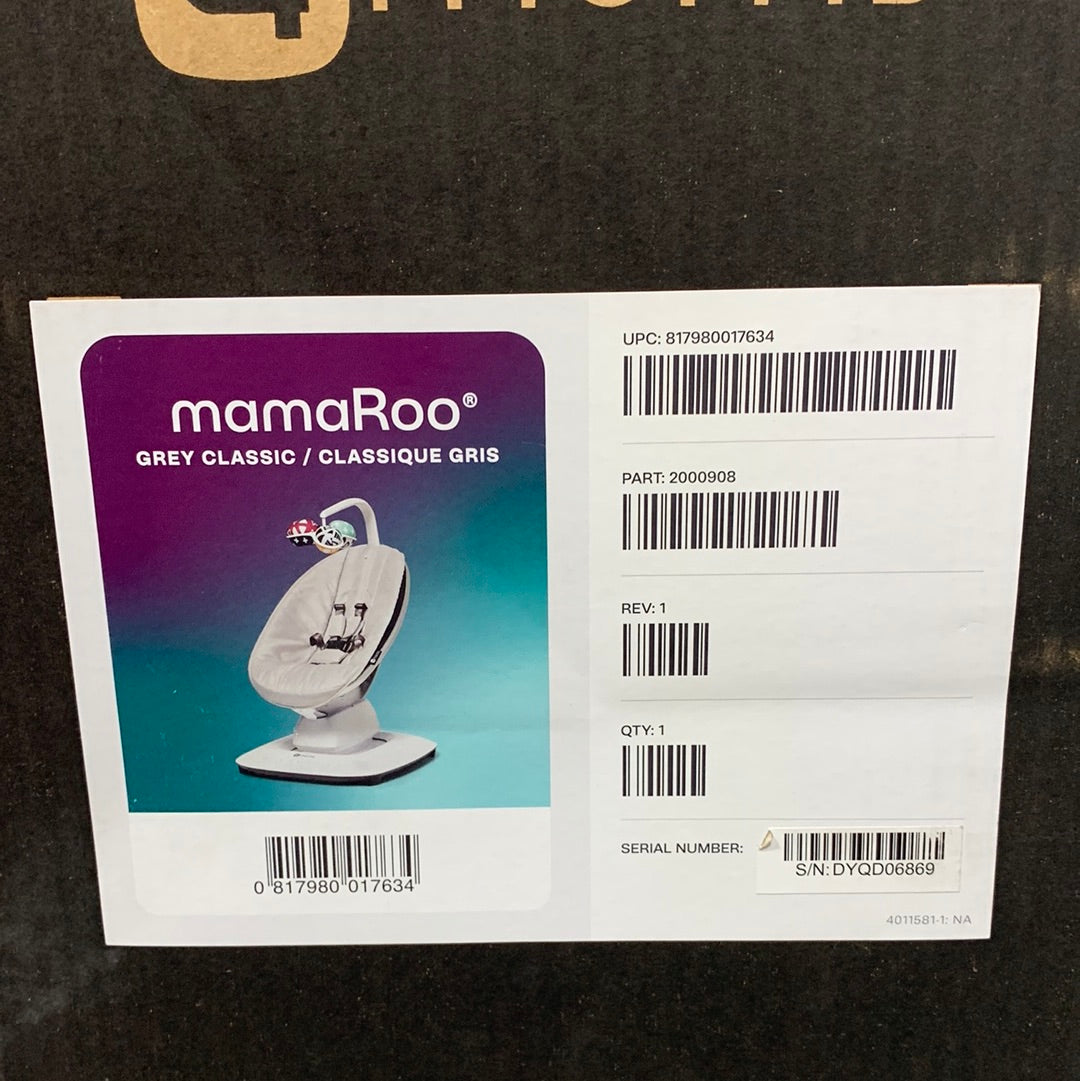 mamaRoo®
GREY CLASSIC / CLASSIQUE GRIS
0 817980 017634
UPC: 817980017634
PART: 2000908
REV: 1
QTY: 1
SERIAL NUMBER:
S/N: DYQD06869
4011581-1: NA